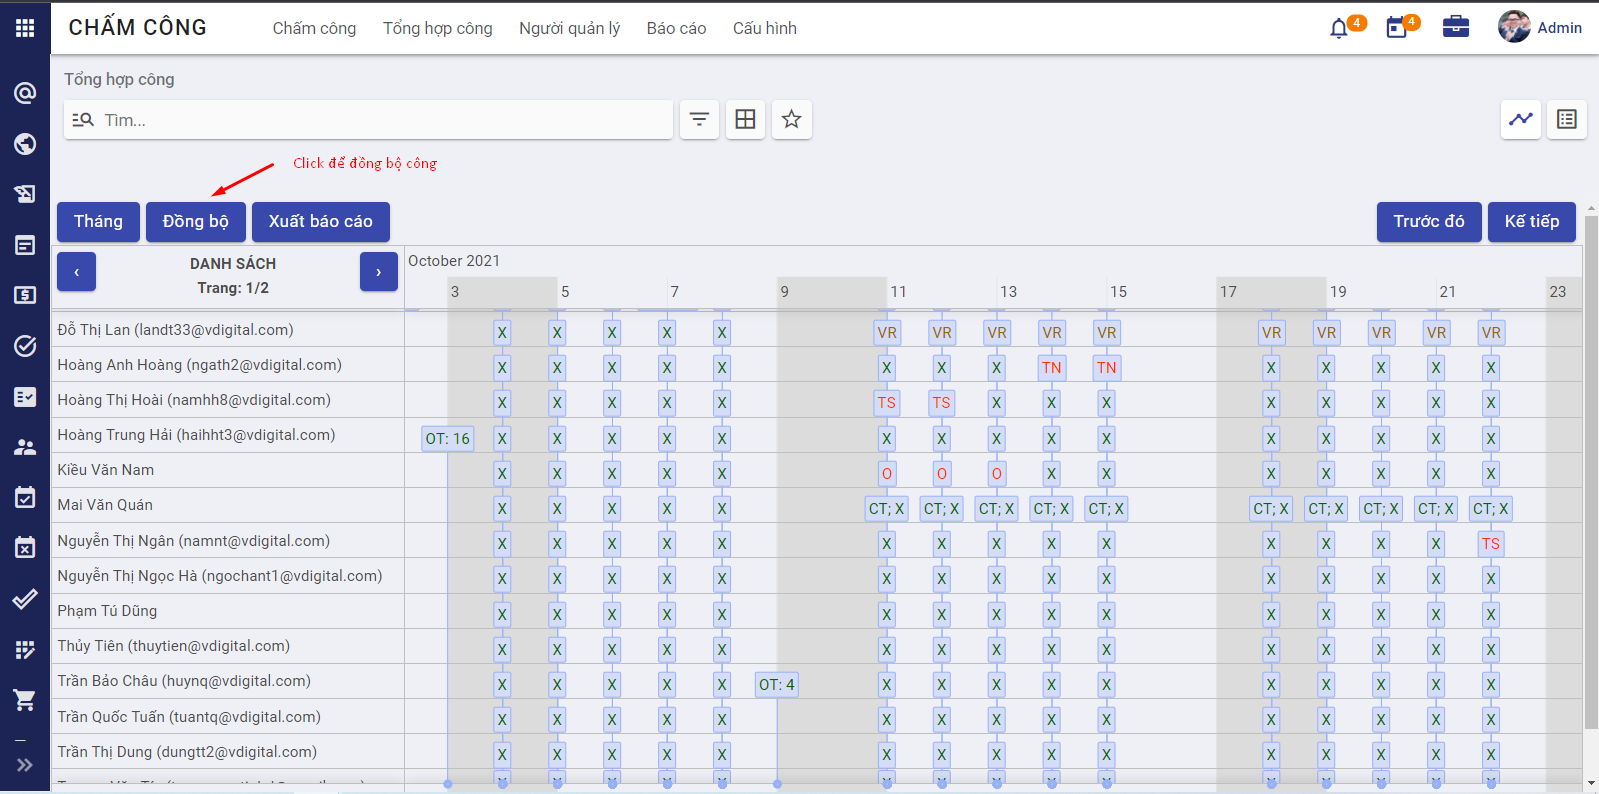 CHẤM CÔNG Chấm công Tổng hợp công Người quản lý Báo cáo Cấu hình 4 4 Admin
Tổng hợp công
Tìm...
Click để đồng bộ công
Tháng Đồng bộ Xuất báo cáo Trước đó Kế tiếp
‹ DANH SÁCH › October 2021
Trang: 1/2
3 5 7 9 11 13 15 17 19 21 23
Đỗ Thị Lan (landt33@vdigital.com) X X X X X VR VR VR VR VR VR VR VR VR VR
Hoàng Anh Hoàng (ngath2@vdigital.com) X X X X X X X X TN TN X X X X X
Hoàng Thị Hoài (namhh8@vdigital.com) X X X X X TS TS X X X X X X X X
Hoàng Trung Hải (haihht3@vdigital.com) OT: 16 X X X X X X X X X X X X X X X
Kiều Văn Nam X X X X X O O O X X X X X X X
Mai Văn Quán X X X X X CT; X CT; X CT; X CT; X CT; X CT; X CT; X CT; X CT; X CT; X
Nguyễn Thị Ngân (namnt@vdigital.com) X X X X X X X X X X X X X X TS
Nguyễn Thị Ngọc Hà (ngochant1@vdigital.com) X X X X X X X X X X X X X X X
Phạm Tú Dũng X X X X X X X X X X X X X X X
Thủy Tiên (thuytien@vdigital.com) X X X X X X X X X X X X X X X
Trần Bảo Châu (huynq@vdigital.com) X X X X X OT: 4 X X X X X X X X X X
Trần Quốc Tuấn (tuantq@vdigital.com) X X X X X X X X X X X X X X X
Trần Thị Dung (dungtt2@vdigital.com) X X X X X X X X X X X X X X X